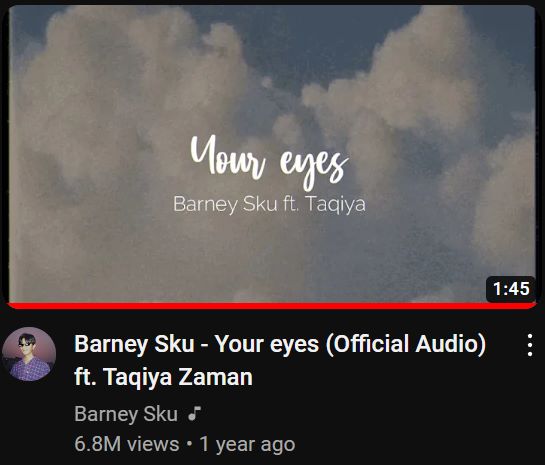 Your eyes
Barney Sku ft. Taqiya
1:45
Barney Sku - Your eyes (Official Audio)
ft. Taqiya Zaman
Barney Sku
6.8M views • 1 year ago